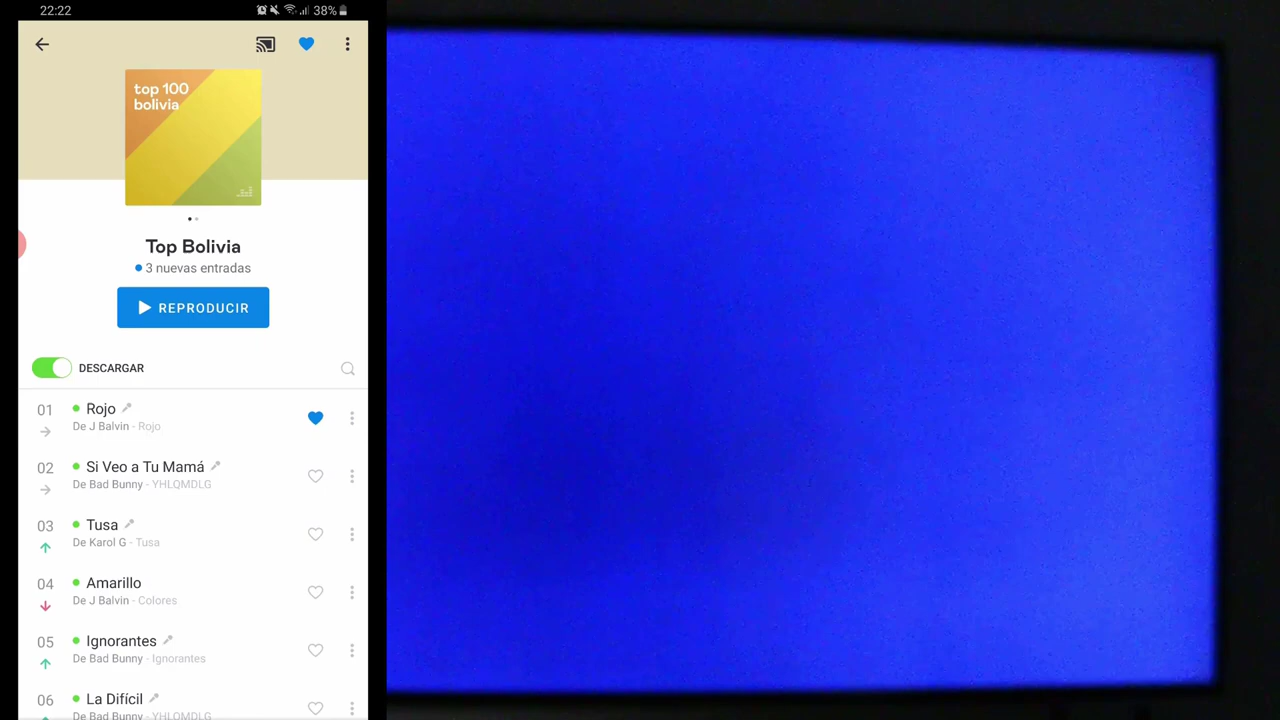 22:22
38%
top 100
bolivia
Top Bolivia
3 nuevas entradas
REPRODUCIR
DESCARGAR
01
Rojo
De J Balvin - Rojo
02
Si Veo a Tu Mamá
De Bad Bunny - YHLQMDLG
03
Tusa
De Karol G - Tusa
04
Amarillo
De J Balvin - Colores
05
Ignorantes
De Bad Bunny - Ignorantes
06
La Difícil
De Bad Bunny - YHLQMDLG